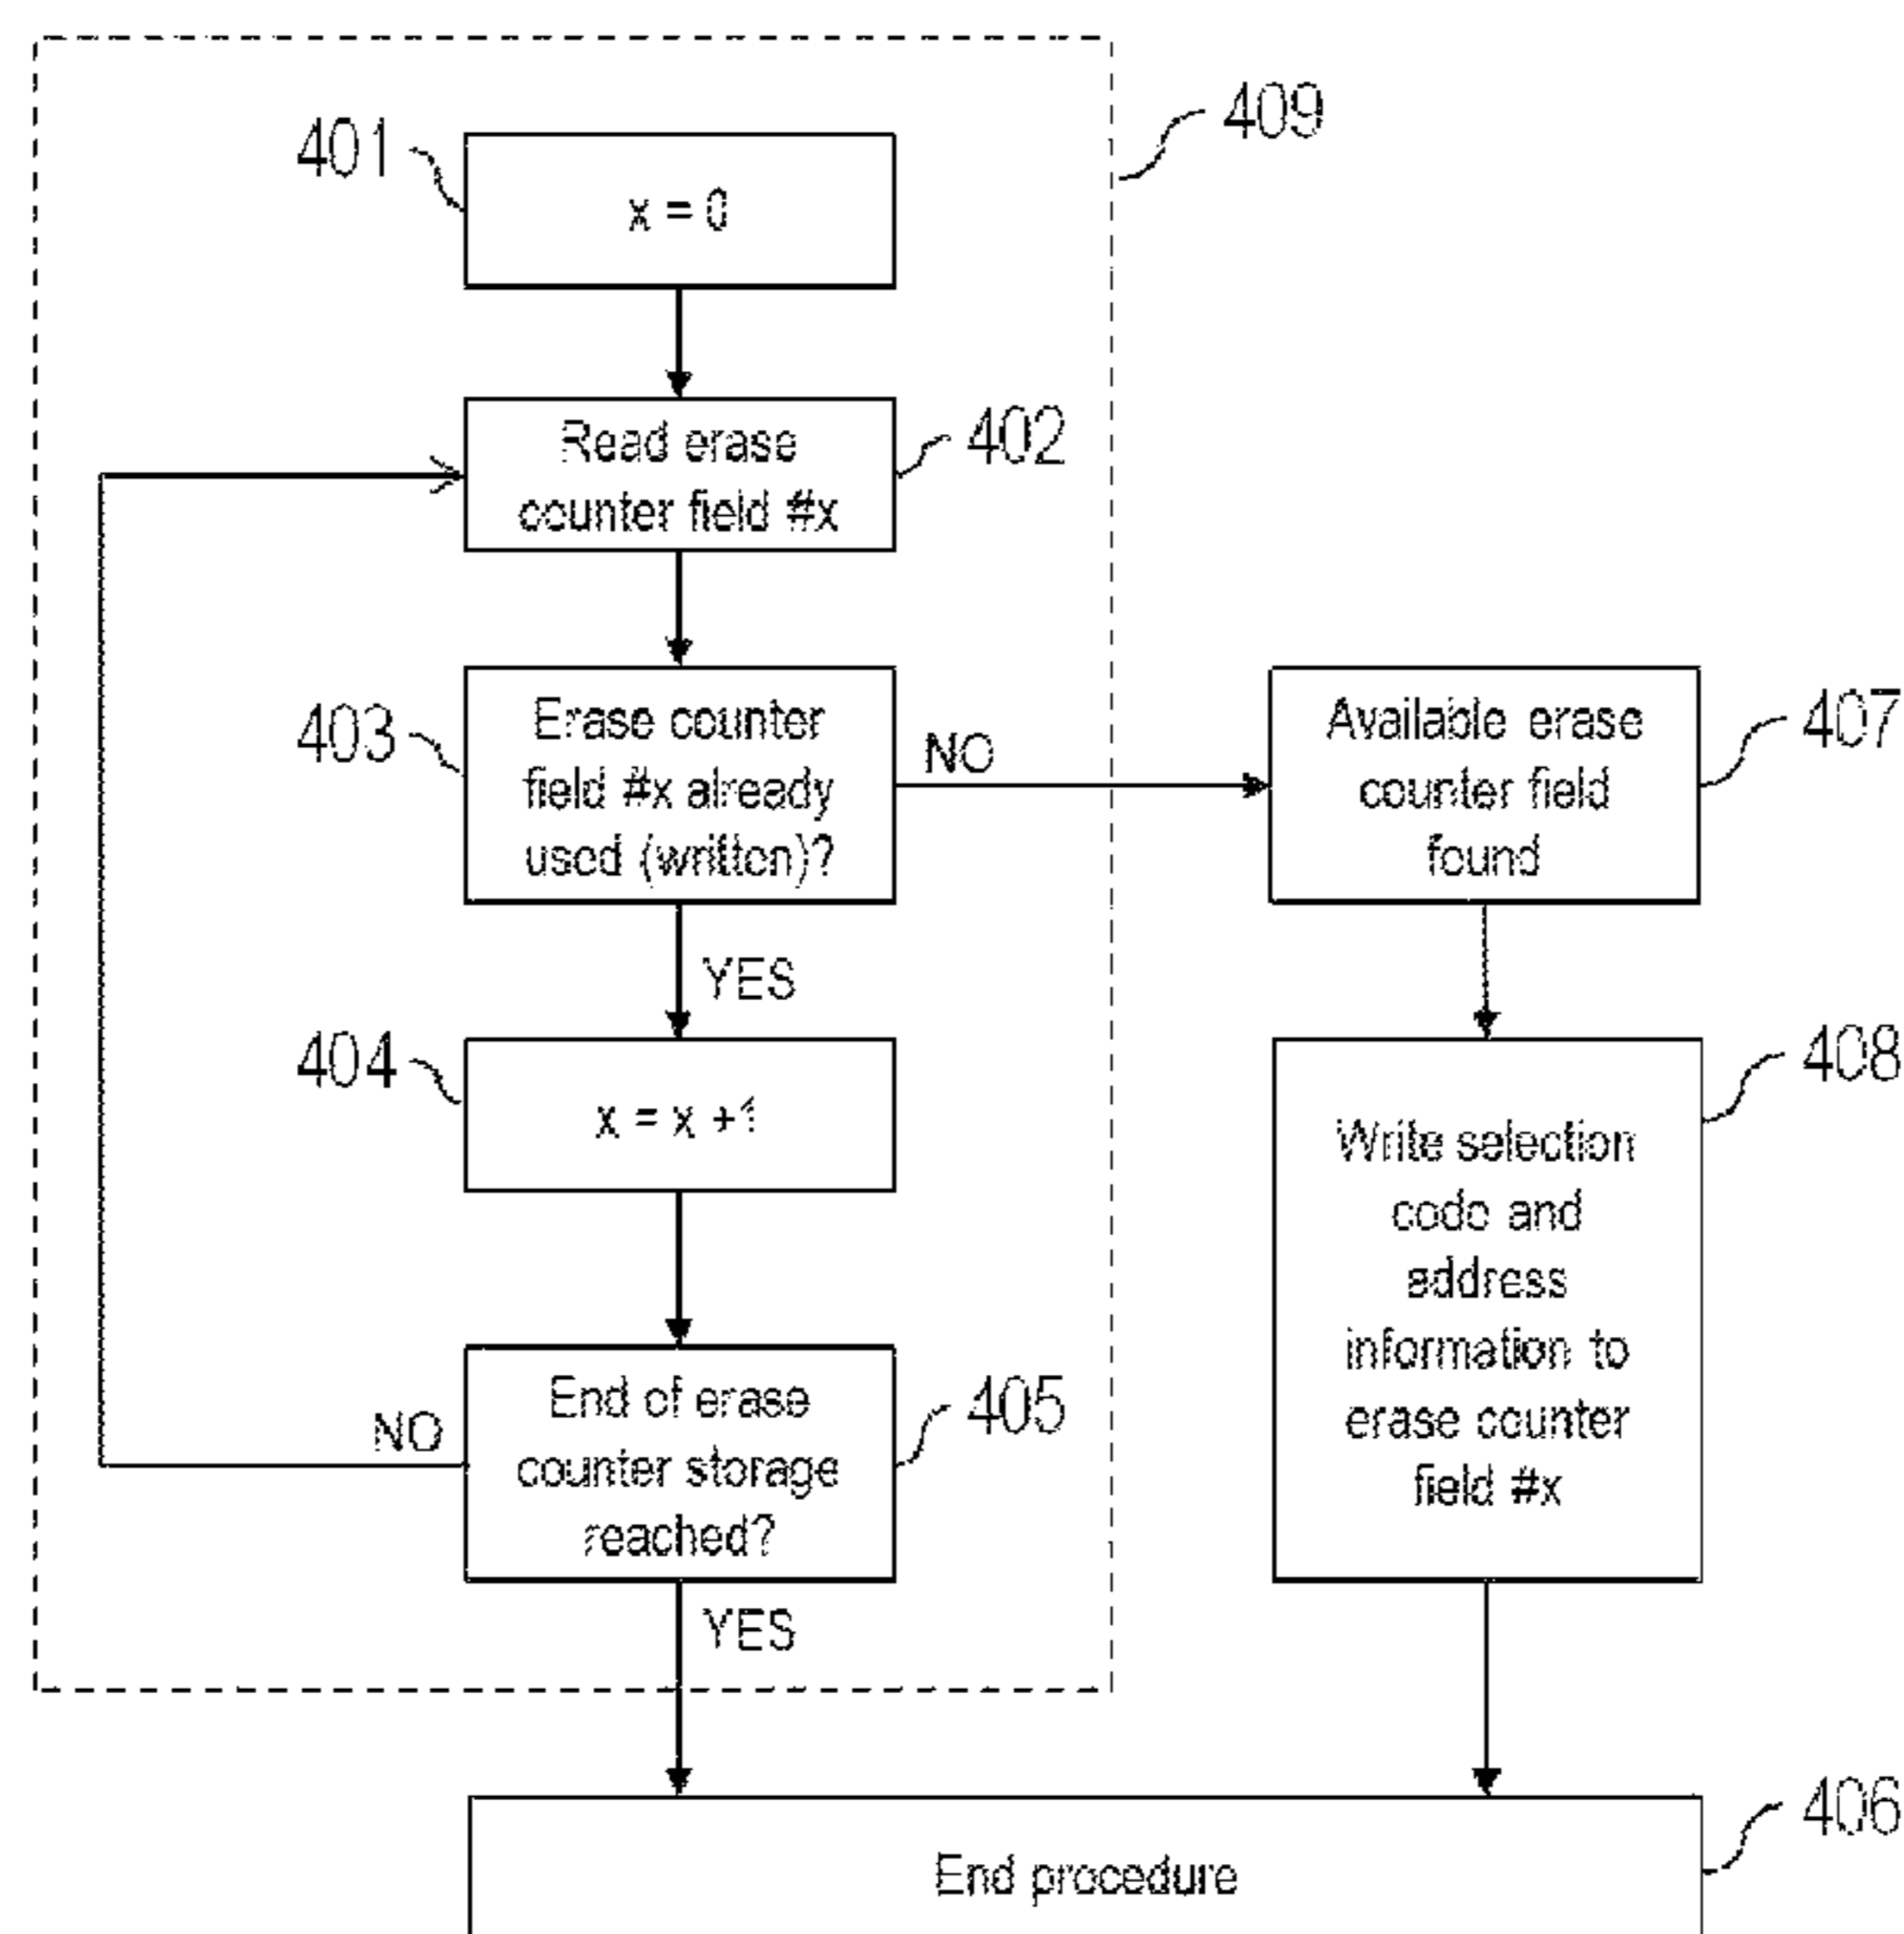 409
401
x = 0
402
Read erase
counter field #x
403
Erase counter
field #x already
used (written)?
NO
YES
407
Available erase
counter field
found
404
x = x +1
408
Write selection
code and
address
information to
erase counter
field #x
405
End of erase
counter storage
reached?
NO
YES
406
End procedure